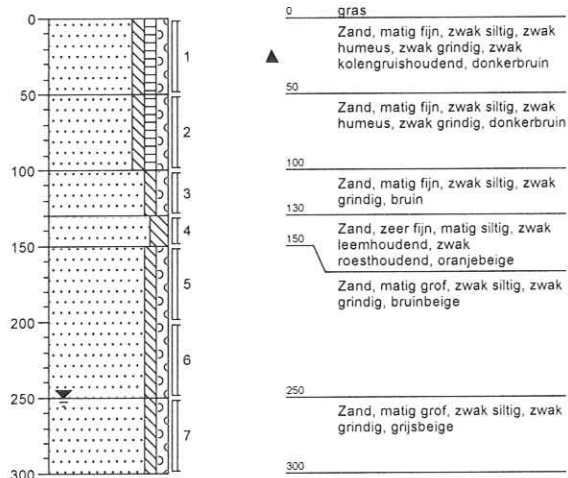 0
50
100
150
200
250
300
1
2
3
4
5
6
7
0 gras
Zand, matig fijn, zwak siltig, zwak
humeus, zwak grindig, zwak
kolengruishoudend, donkerbruin
50
Zand, matig fijn, zwak siltig, zwak
humeus, zwak grindig, donkerbruin
100
Zand, matig fijn, zwak siltig, zwak
grindig, bruin
130
Zand, zeer fijn, matig siltig, zwak
150 leemhoudend, zwak
roesthoudend, oranjebeige
Zand, matig grof, zwak siltig, zwak
grindig, bruinbeige
250
Zand, matig grof, zwak siltig, zwak
grindig, grijsbeige
300